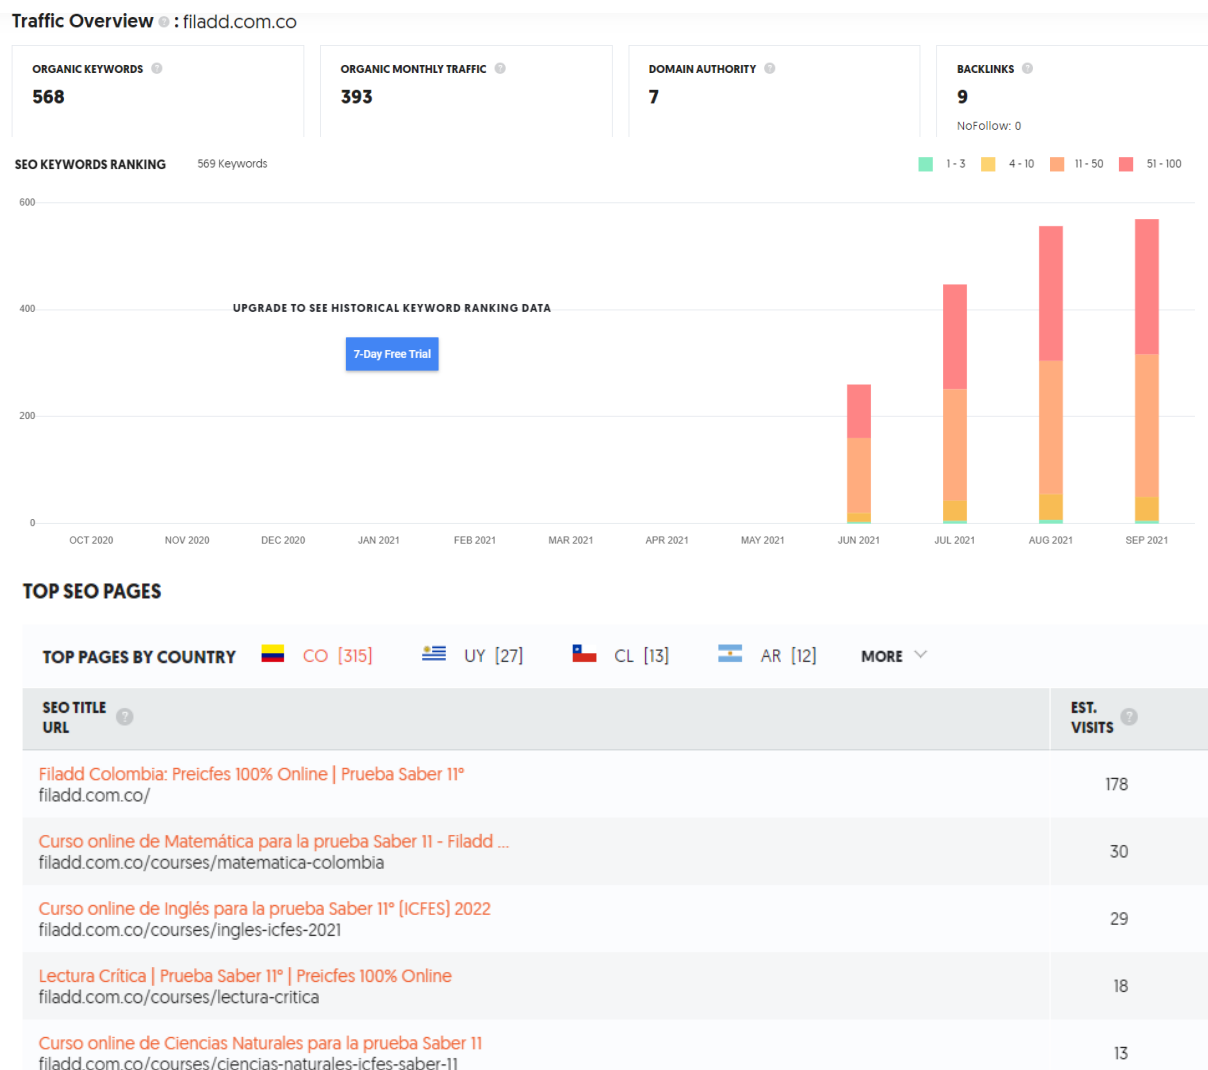 Traffic Overview ? : filadd.com.co
ORGANIC KEYWORDS ?
568
ORGANIC MONTHLY TRAFFIC ?
393
DOMAIN AUTHORITY ?
7
BACKLINKS ?
9
NoFollow: 0
SEO KEYWORDS RANKING 569 Keywords
1 - 3 4 - 10 11 - 50 51 - 100
600
400
200
0
UPGRADE TO SEE HISTORICAL KEYWORD RANKING DATA
7-Day Free Trial
OCT 2020 NOV 2020 DEC 2020 JAN 2021 FEB 2021 MAR 2021 APR 2021 MAY 2021 JUN 2021 JUL 2021 AUG 2021 SEP 2021
TOP SEO PAGES
TOP PAGES BY COUNTRY CO [315] UY [27] CL [13] AR [12] MORE
SEO TITLE
URL ?
EST.
VISITS ?
Filadd Colombia: Preicfes 100% Online | Prueba Saber 11°
filadd.com.co/
178
Curso online de Matemática para la prueba Saber 11 - Filadd ...
filadd.com.co/courses/matematica-colombia
30
Curso online de Inglés para la prueba Saber 11° [ICFES] 2022
filadd.com.co/courses/ingles-icfes-2021
29
Lectura Crítica | Prueba Saber 11° | Preicfes 100% Online
filadd.com.co/courses/lectura-critica
18
Curso online de Ciencias Naturales para la prueba Saber 11
filadd.com.co/courses/ciencias-naturales-icfes-saber-11
13